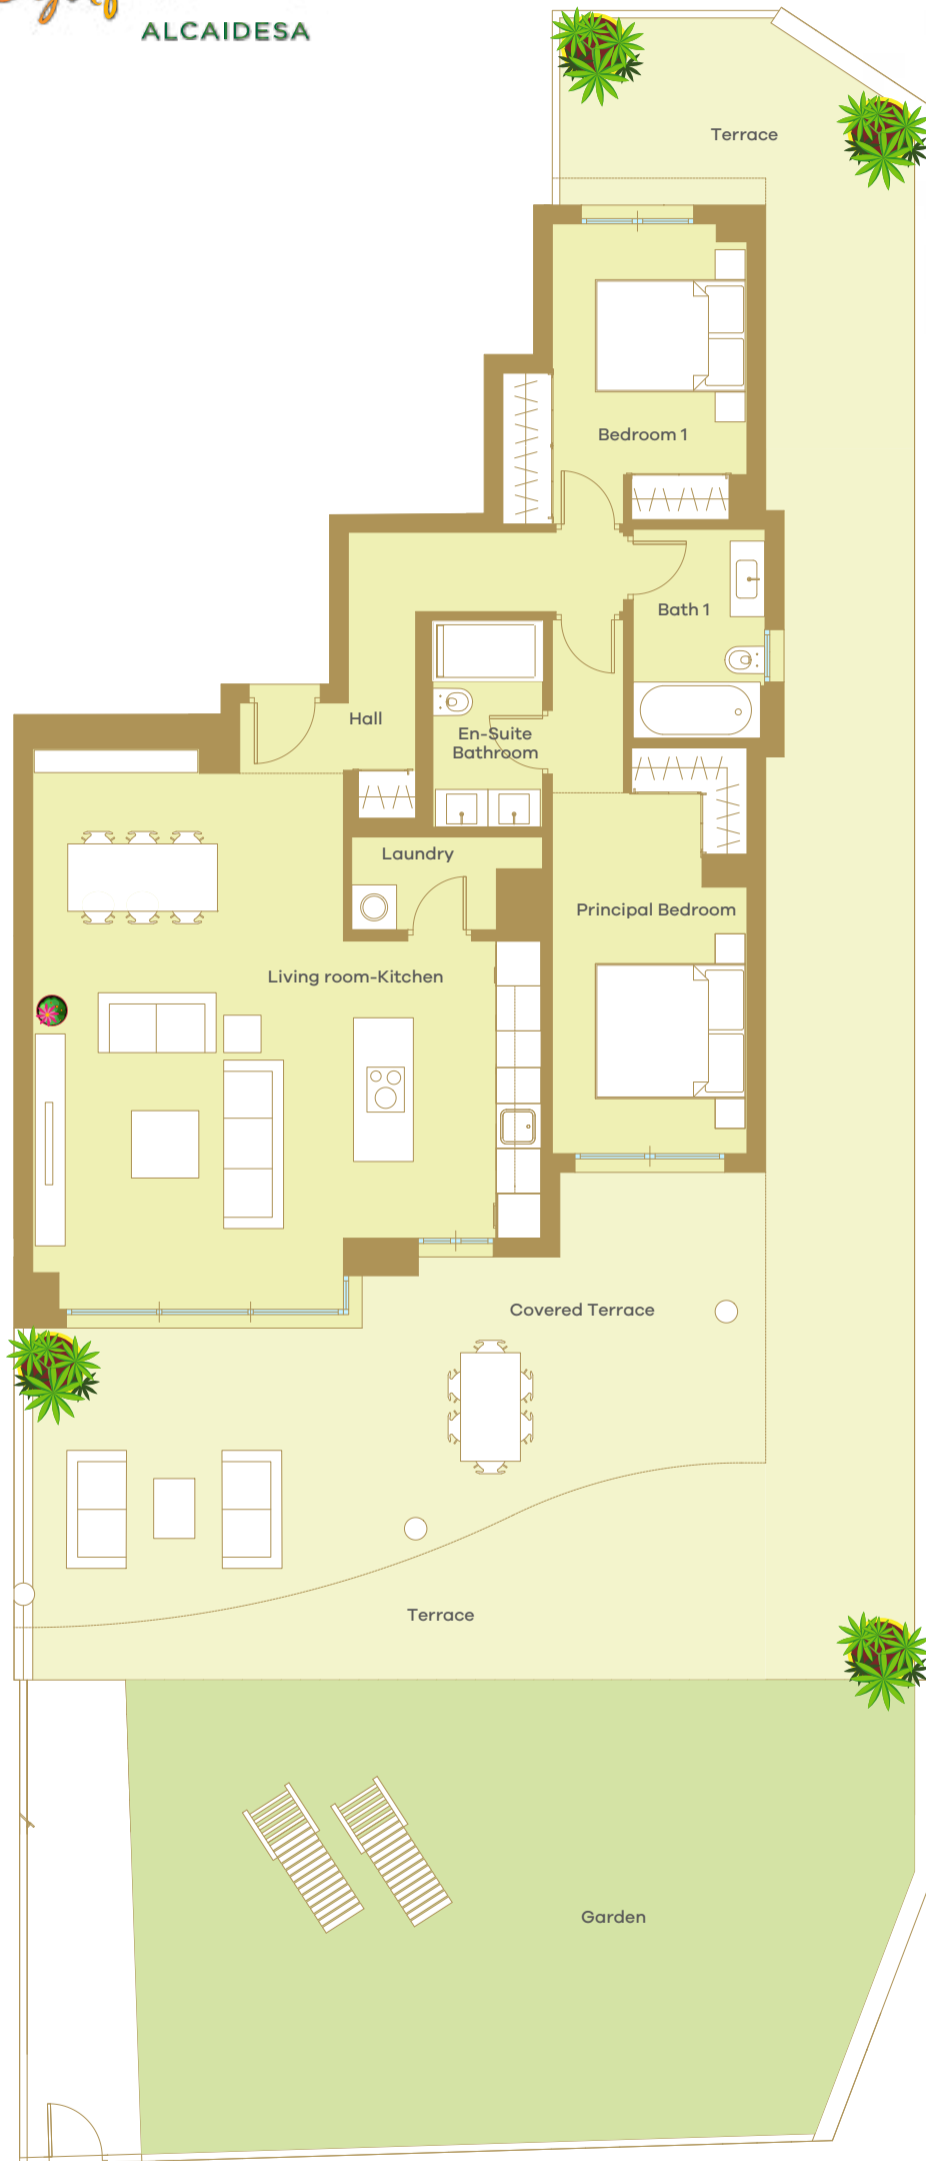 ALCAIDESA
Terrace
Bedroom 1
Bath 1
Hall
En-Suite
Bathroom
Laundry
Principal Bedroom
Living room-Kitchen
Covered Terrace
Terrace
Garden